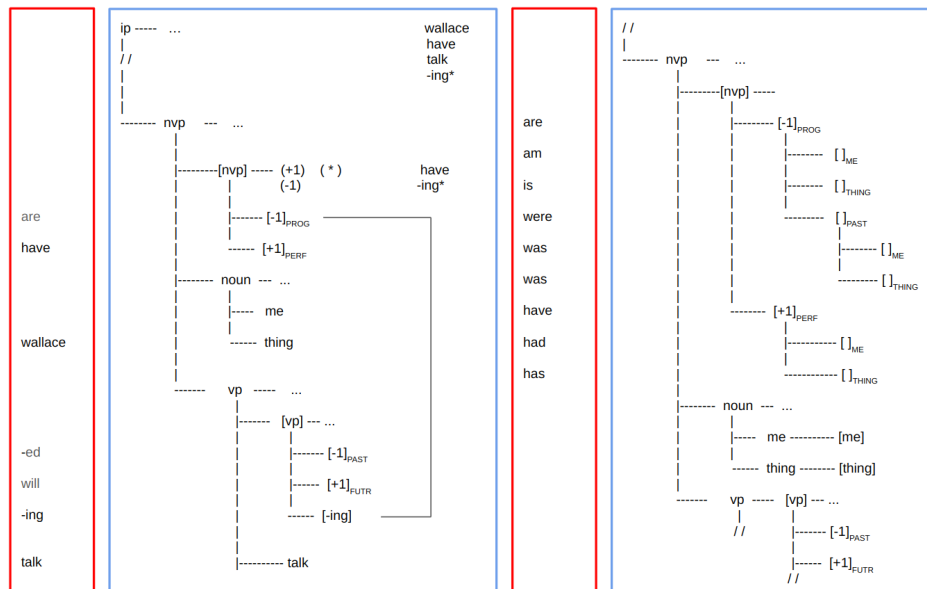 ip ----- ... wallace
have
/ / talk
-ing*
-------- nvp --- ...
---------[nvp] ----- (+1) ( * ) have
(-1) -ing*
are ------- [-1]PROG
have ------ [+1]PERF
-------- noun --- ...
----- me
wallace ------ thing
------- vp ----- ...
------- [vp] --- ...
-ed ------- [-1]PAST
will ------ [+1]FUTR
-ing ------ [-ing]
talk ---------- talk
/ /
-------- nvp --- ...
---------[nvp] -----
are -------- [-1]PROG
am ------- [ ]ME
is ------- [ ]THING
were -------- [ ]PAST
was ------- [ ]ME
was -------- [ ]THING
have -------- [+1]PERF
had ---------- [ ]ME
has ----------- [ ]THING
-------- noun --- ...
----- me --------- [me]
------ thing ------- [thing]
------- vp ----- [vp] --- ...
/ / ------- [-1]PAST
------ [+1]FUTR
/ /